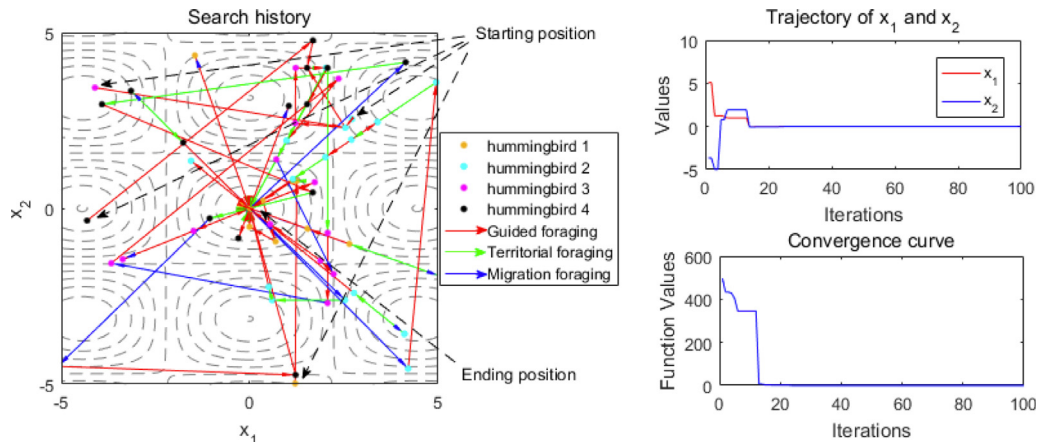 Search history
5
0
-5
x2
-5
0
5
x1
Starting position
hummingbird 1
hummingbird 2
hummingbird 3
hummingbird 4
Guided foraging
Territorial foraging
Migration foraging
Ending position
Trajectory of x1 and x2
10
5
0
-5
Values
x1
x2
0
20
40
60
80
100
Iterations
Convergence curve
600
400
200
0
Function Values
0
20
40
60
80
100
Iterations